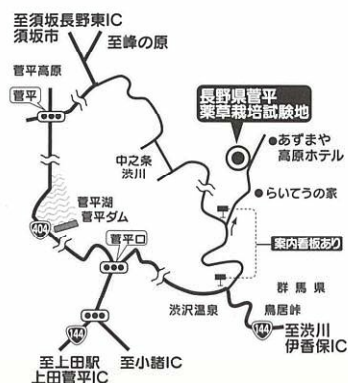 至須坂長野東IC
須坂市
至峰の原
菅平高原
菅平
長野県菅平
薬草栽培試験地
あずまや
高原ホテル
中之条
渋川
らいてうの家
菅平湖
菅平ダム
404
菅平口
案内看板あり
群馬県
渋沢温泉
鳥居峠
144
144
至渋川
伊香保IC
至上田駅
上田菅平IC
至小諸IC